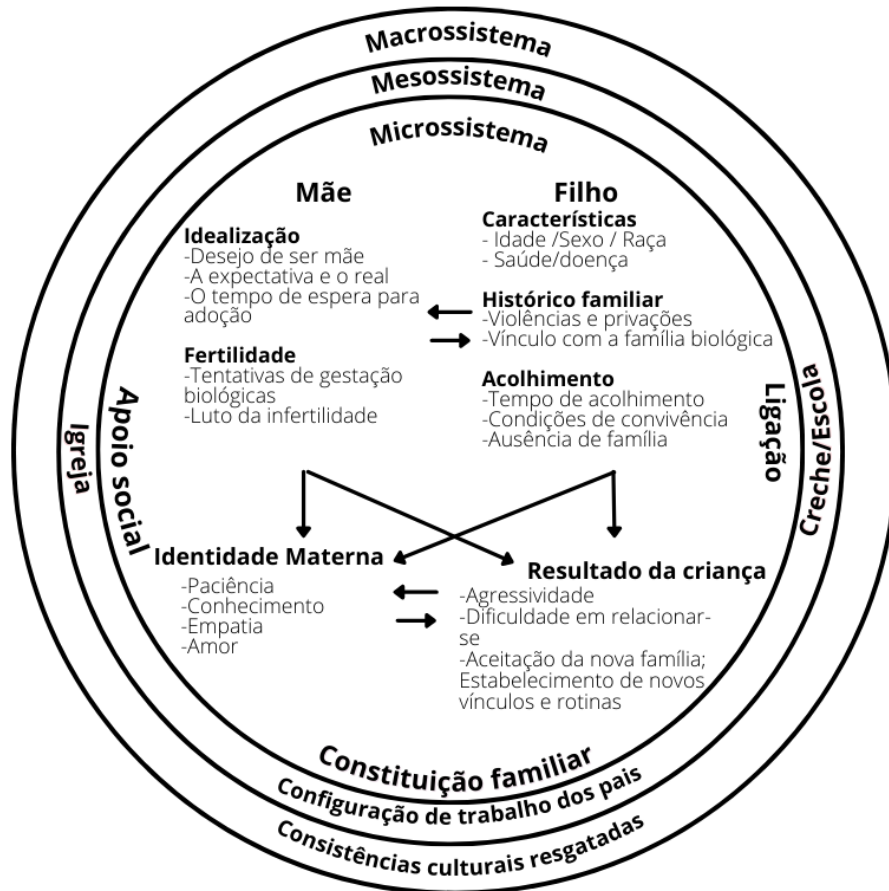 Macrossistema
Mesossistema
Microssistema
Mãe
Idealização
-Desejo de ser mãe
-A expectativa e o real
-O tempo de espera para
adoção
Fertilidade
-Tentativas de gestação
biológicas
-Luto da infertilidade
Filho
Características
- Idade /Sexo / Raça
- Saúde/doença
Histórico familiar
-Violências e privações
-Vínculo com a família biológica
Acolhimento
-Tempo de acolhimento
-Condições de convivência
-Ausência de família
Igreja
Apoio social
Ligação
Creche/Escola
Identidade Materna
-Paciência
-Conhecimento
-Empatia
-Amor
Resultado da criança
-Agressividade
-Dificuldade em relacionar-
se
-Aceitação da nova família;
Estabelecimento de novos
vínculos e rotinas
Constituição familiar
Configuração de trabalho dos pais
Consistências culturais resgatadas